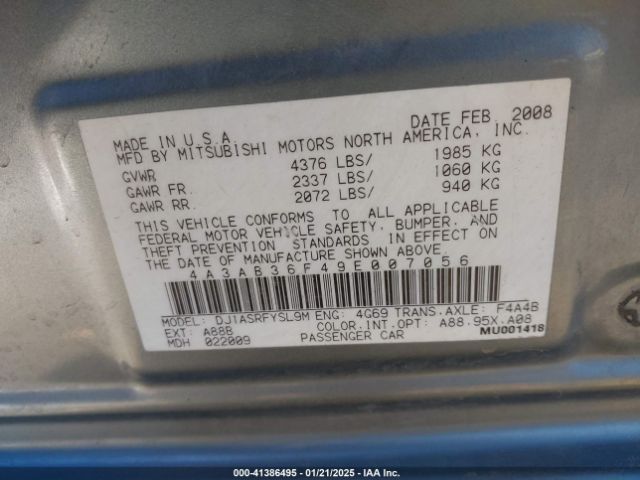 MADE IN U.S.A. DATE FEB 2008
MFD BY MITSUBISHI MOTORS NORTH AMERICA, INC.
GVWR 4376 LBS/ 1985 KG
GAWR FR. 2337 LBS/ 1060 KG
GAWR RR. 2072 LBS/ 940 KG
THIS VEHICLE CONFORMS TO ALL APPLICABLE
FEDERAL MOTOR VEHICLE SAFETY, BUMPER, AND
THEFT PREVENTION STANDARDS IN EFFECT ON
THE DATE OF MANUFACTURE SHOWN ABOVE.
4A3AB36F49E007056
MODEL: DJ1ASRFYSL9M ENG: 4G69 TRANS.AXLE: F4A4B
EXT: A88B COLOR.INT.OPT: A88.95X.A08
MDH 022009 PASSENGER CAR MU001418
000-41386495 - 01/21/2025 - IAA Inc.